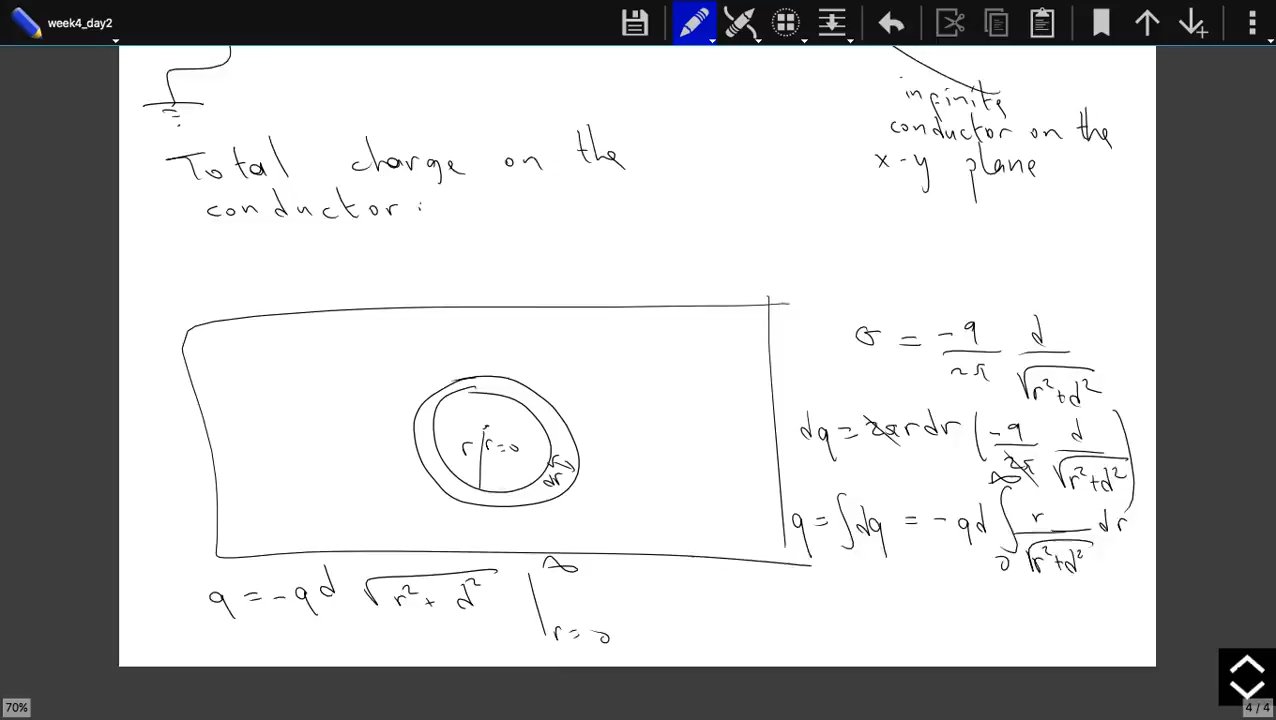 week4_day2
infinite
conductor on the
x-y plane
Total charge on the
conductor:
σ = -q/2π d/√(r²+d²)
dq = 2πr dr (-q/2π d/√(r²+d²))
r r=0
dr
q = ∫dq = -qd ∫₀^∞ r/√(r²+d²) dr
q = -qd √(r²+d²) |_{r=0}^∞
70%
4 / 4